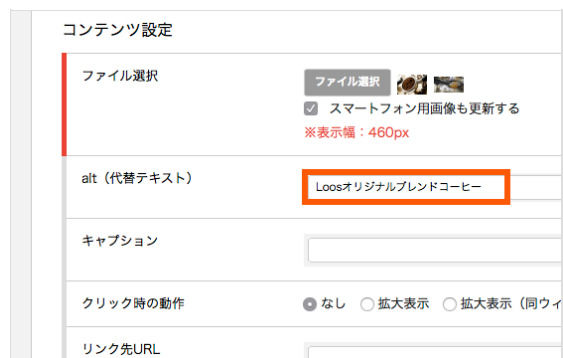 コンテンツ設定
ファイル選択
ファイル選択
スマートフォン用画像も更新する
※表示幅：460px
alt（代替テキスト）
Loosオリジナルブレンドコーヒー
キャプション
クリック時の動作
なし 拡大表示 拡大表示（同ウィ
リンク先URL